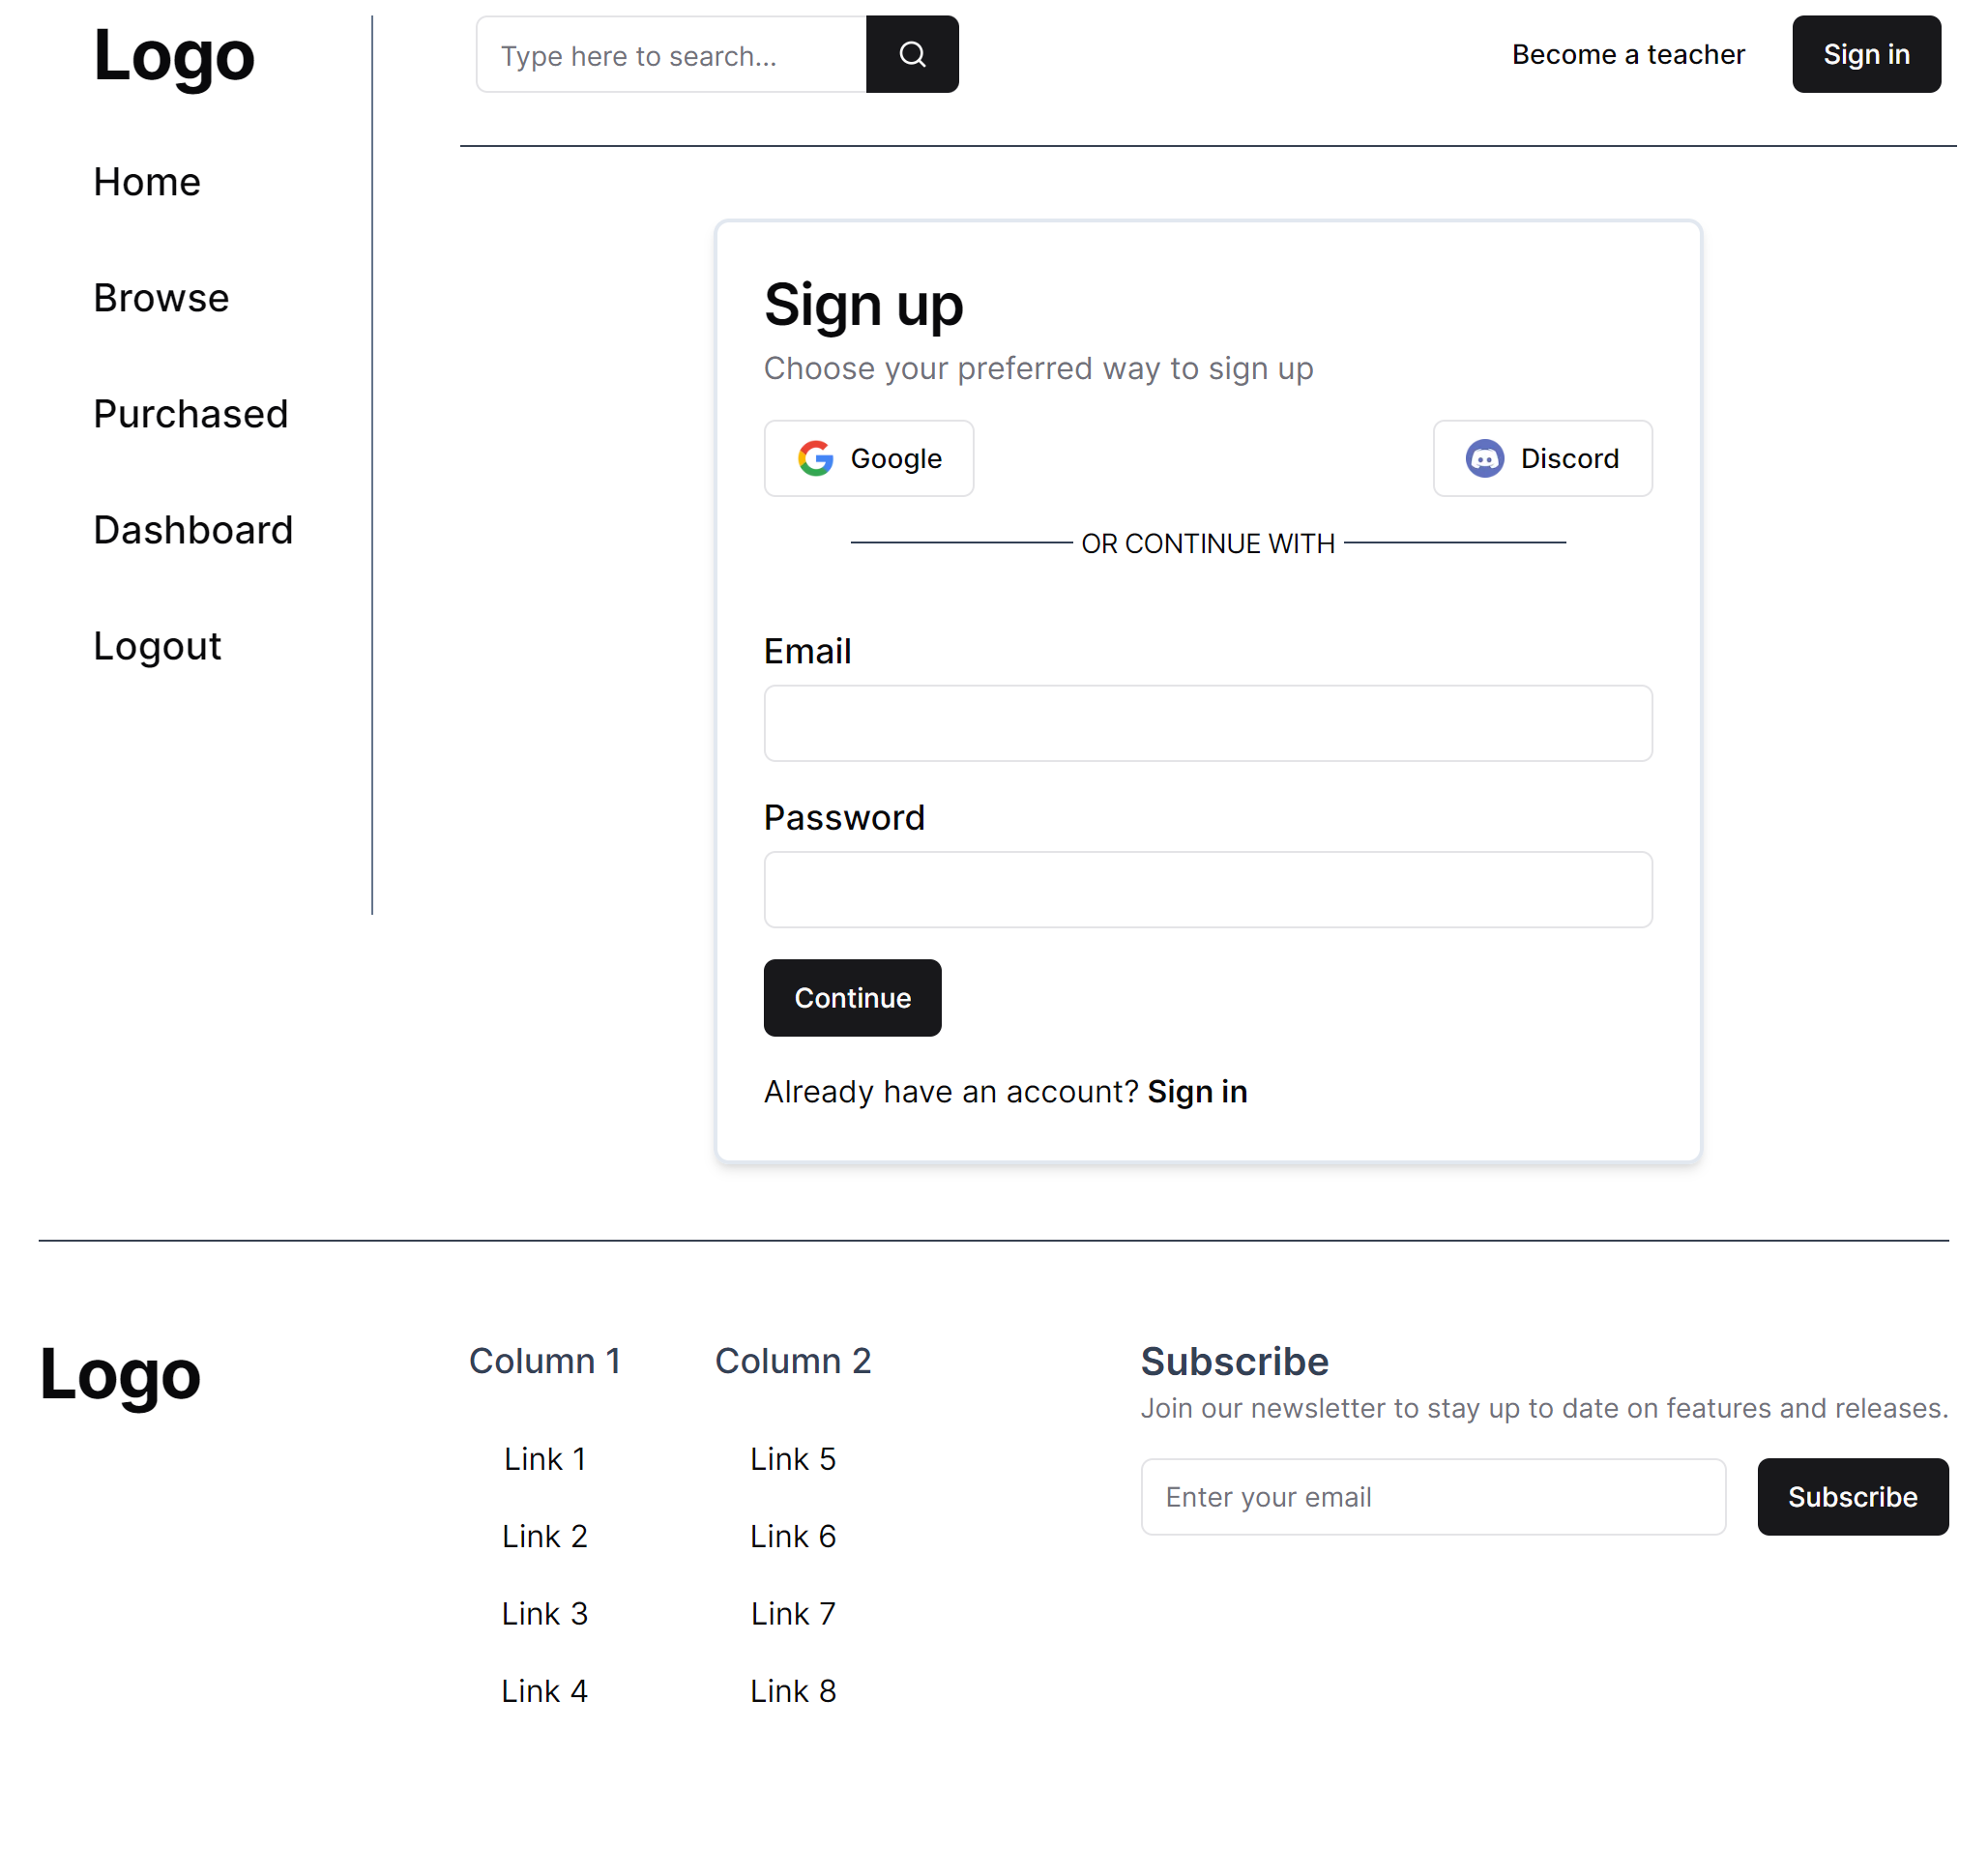 Logo
Home
Browse
Purchased
Dashboard
Logout
Type here to search...
Become a teacher
Sign in
Sign up
Choose your preferred way to sign up
Google
Discord
OR CONTINUE WITH
Email
Password
Continue
Already have an account? Sign in
Logo
Column 1
Link 1
Link 2
Link 3
Link 4
Column 2
Link 5
Link 6
Link 7
Link 8
Subscribe
Join our newsletter to stay up to date on features and releases.
Enter your email
Subscribe